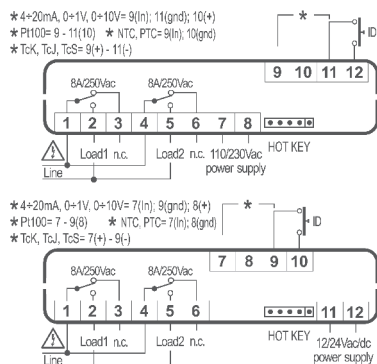 * 4÷20mA, 0÷1V, 0÷10V= 9(In); 11(gnd); 10(+)
* Pt100= 9 - 11(10) * NTC, PTC= 9(In); 10(gnd)
* TcK, TcJ, TcS= 9(+) - 11(-)
* ID
9 10 11 12
8A/250Vac 8A/250Vac
1 2 3 4 5 6 7 8
Load1 n.c. Load2 n.c. 110/230Vac power supply
HOT KEY
Line
* 4÷20mA, 0÷1V, 0÷10V= 7(In); 9(gnd); 8(+)
* Pt100= 7 - 9(8) * NTC, PTC= 7(In); 8(gnd)
* TcK, TcJ, TcS= 7(+) - 9(-)
* ID
7 8 9 10
8A/250Vac 8A/250Vac
1 2 3 4 5 6 11 12
Load1 n.c. Load2 n.c. HOT KEY 12/24Vac/dc power supply
Line